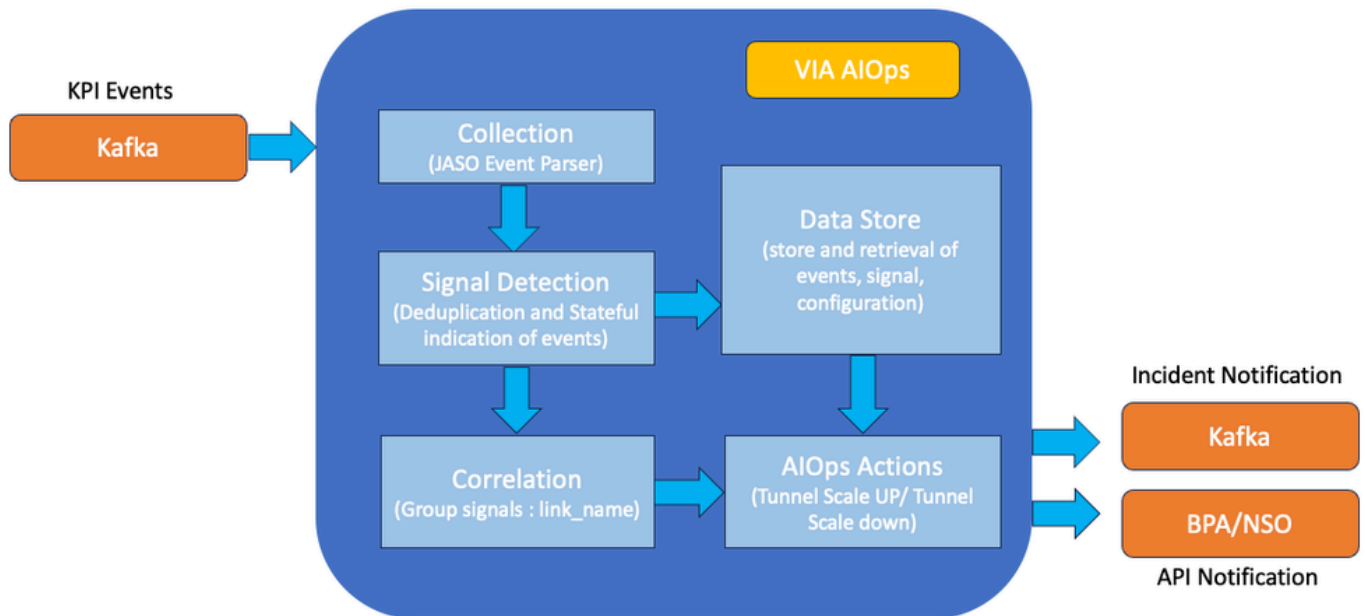 VIA AIOps
KPI Events
Kafka
Collection
(JASO Event Parser)
Signal Detection
(Deduplication and Stateful
indication of events)
Correlation
(Group signals : link_name)
Data Store
(store and retrieval of
events, signal,
configuration)
AIOps Actions
(Tunnel Scale UP/ Tunnel
Scale down)
Incident Notification
Kafka
BPA/NSO
API Notification